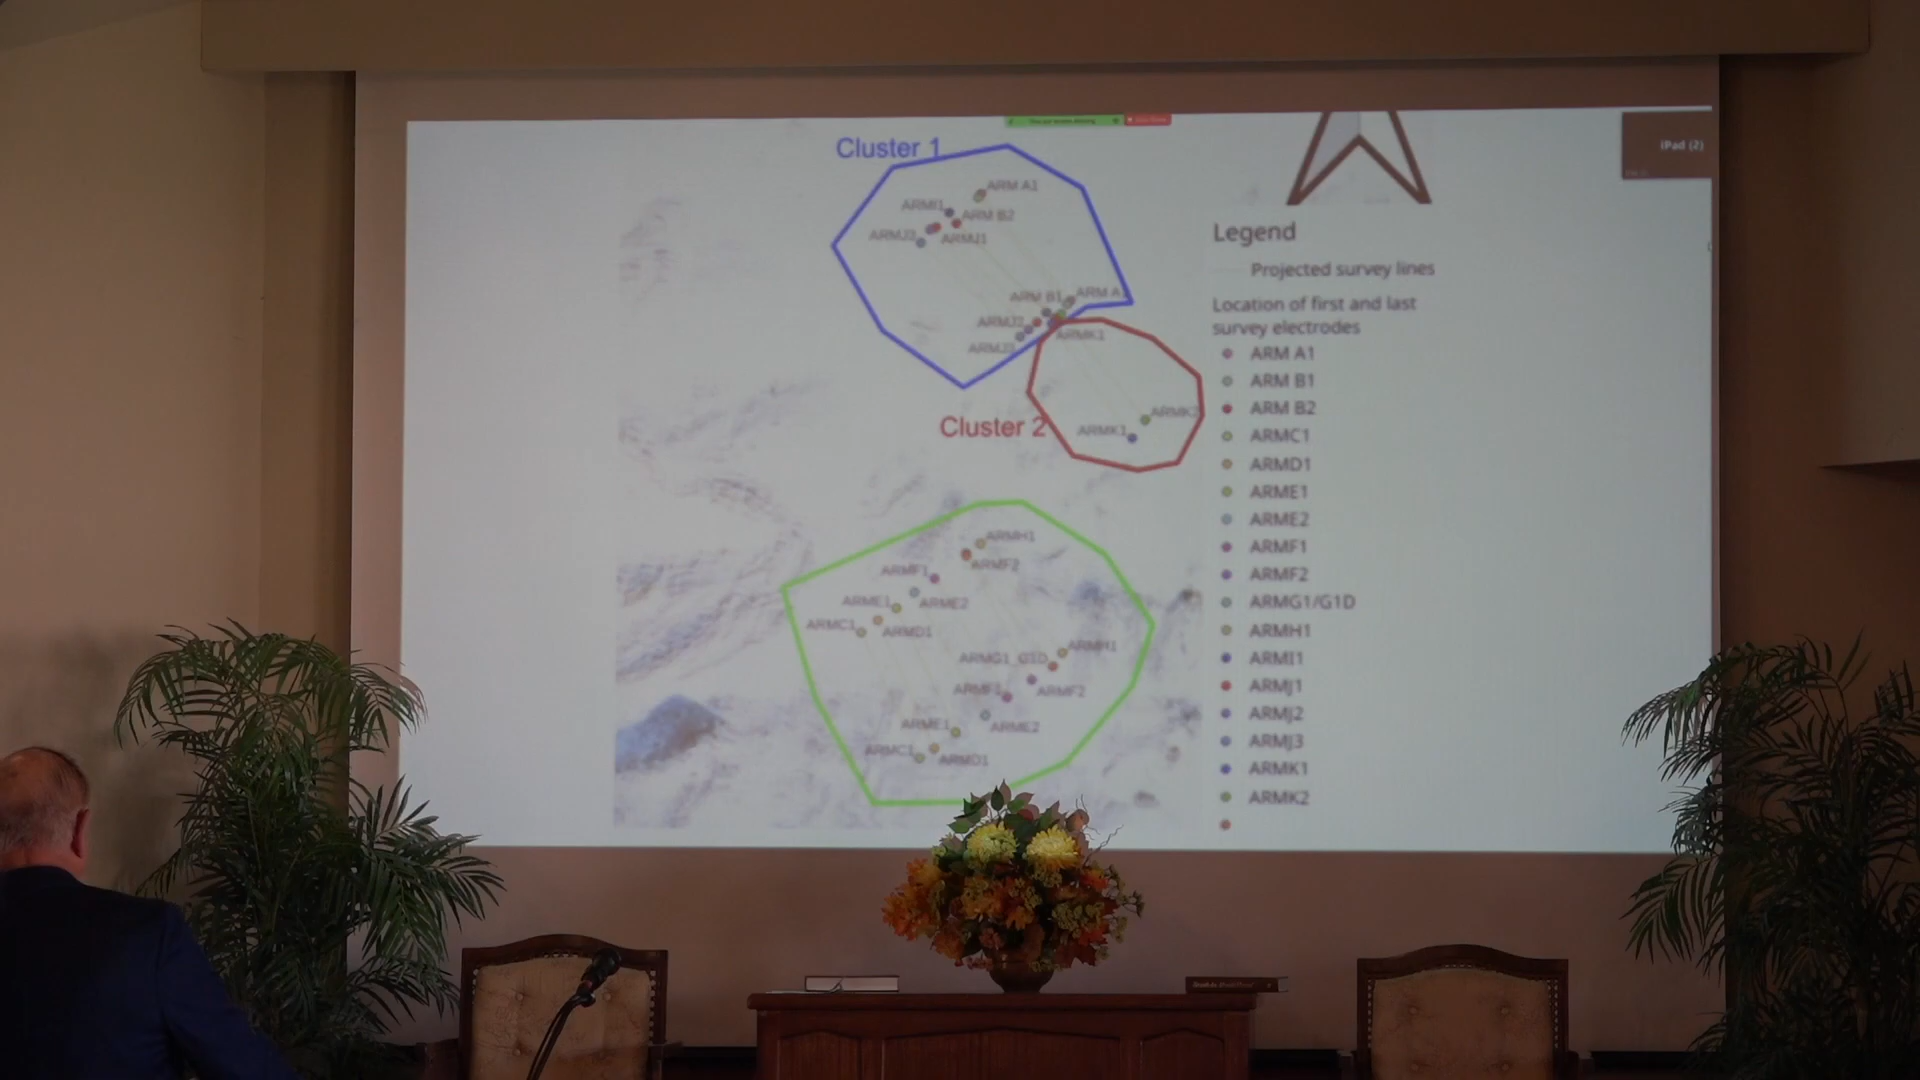 Cluster 1
iPad (2)
ARM A1
ARMI1
ARM B2
ARMJ3
ARMJ1
ARM B1
ARM A
ARMJ2
ARMK1
ARMJ3
ARMK2
Cluster 2
ARMK1
ARMH1
ARMF2
ARMF1
ARME1
ARME2
ARMC1
ARMD1
ARMH1
ARMG1_G1D
ARMF1
ARMF2
ARME1
ARME2
ARMC1
ARMD1
Legend
Projected survey lines
Location of first and last
survey electrodes
ARM A1
ARM B1
ARM B2
ARMC1
ARMD1
ARME1
ARME2
ARMF1
ARMF2
ARMG1/G1D
ARMH1
ARMI1
ARMJ1
ARMJ2
ARMJ3
ARMK1
ARMK2